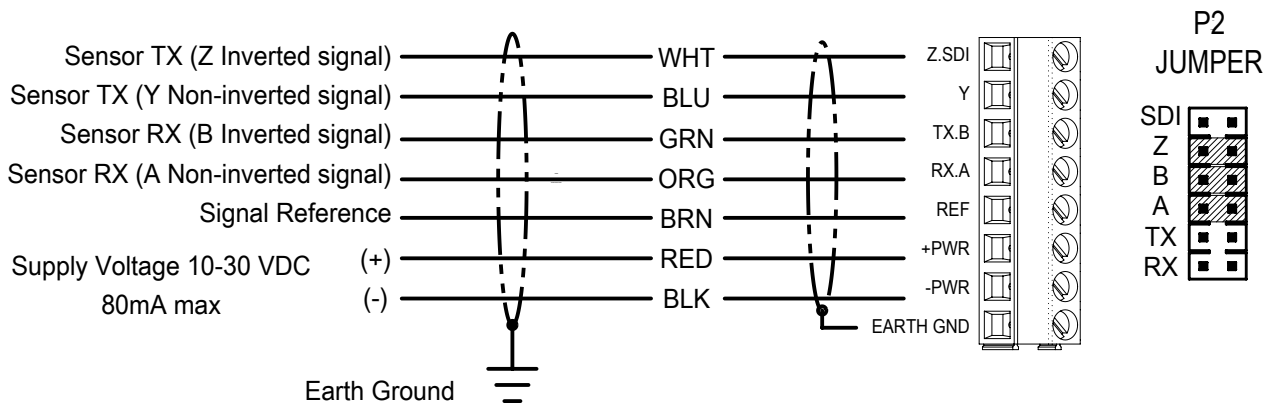 P2
JUMPER
Sensor TX (Z Inverted signal) WHT Z.SDI
Sensor TX (Y Non-inverted signal) BLU Y
Sensor RX (B Inverted signal) GRN TX.B
Sensor RX (A Non-inverted signal) ORG RX.A
Signal Reference BRN REF
Supply Voltage 10-30 VDC (+) RED +PWR
80mA max (-) BLK -PWR
EARTH GND
Earth Ground
SDI
Z
B
A
TX
RX